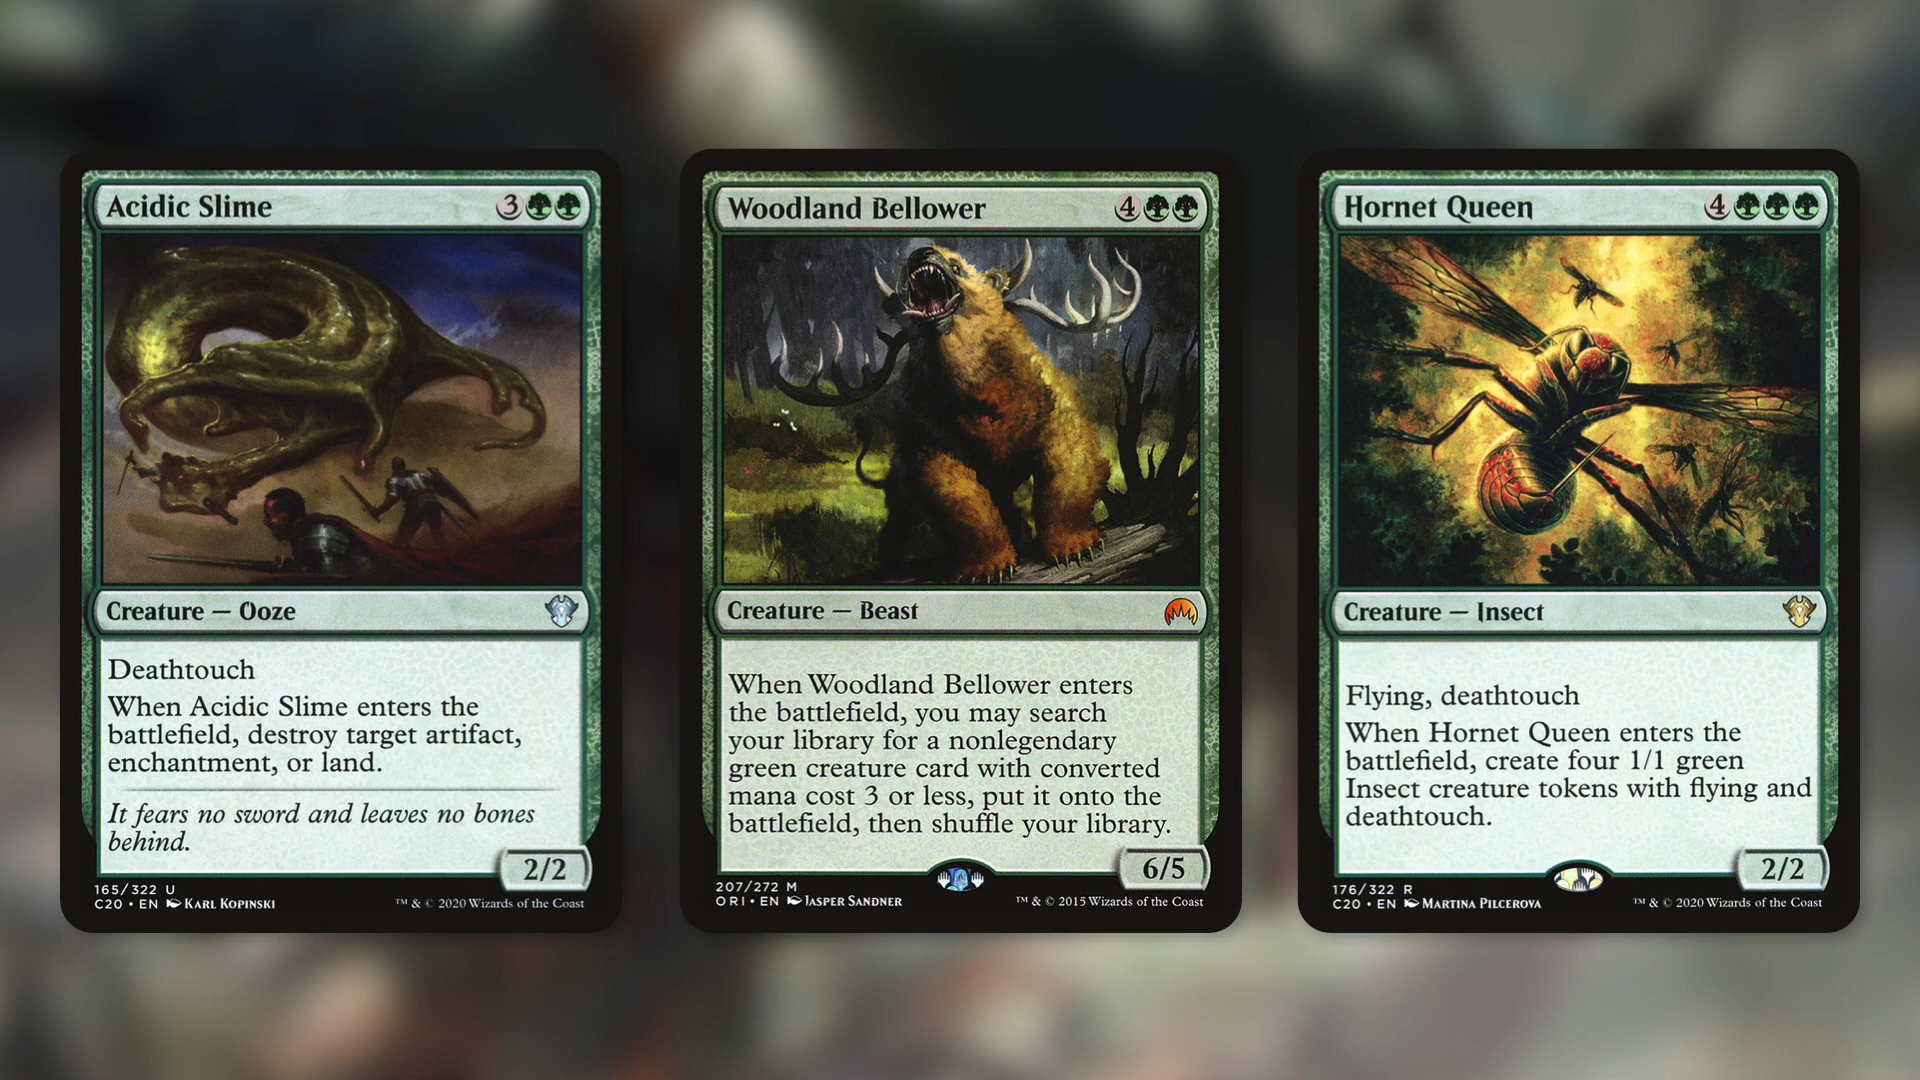 Acidic Slime 3
Creature — Ooze
Deathtouch
When Acidic Slime enters the
battlefield, destroy target artifact,
enchantment, or land.
It fears no sword and leaves no bones
behind.
2/2
165/322 U
C20 • EN Karl Kopinski
™ & © 2020 Wizards of the Coast
Woodland Bellower 4
Creature — Beast
When Woodland Bellower enters
the battlefield, you may search
your library for a nonlegendary
green creature card with converted
mana cost 3 or less, put it onto the
battlefield, then shuffle your library.
6/5
207/272 M
ORI • EN Jasper Sandner
™ & © 2015 Wizards of the Coast
Hornet Queen 4
Creature — Insect
Flying, deathtouch
When Hornet Queen enters the
battlefield, create four 1/1 green
Insect creature tokens with flying and
deathtouch.
2/2
176/322 R
C20 • EN Martina Pilcerova
™ & © 2020 Wizards of the Coast